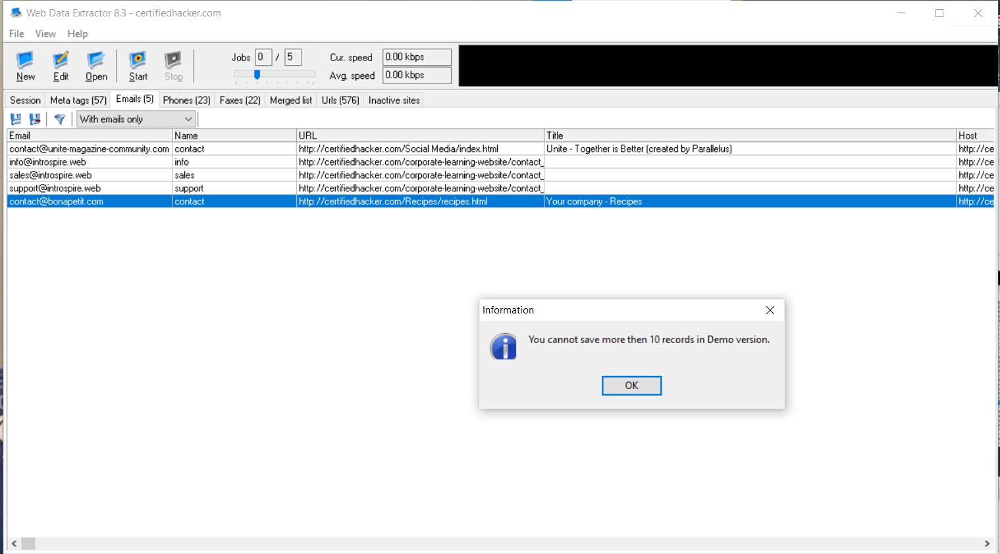 Web Data Extractor 8.3 - certifiedhacker.com
File View Help
New Edit Open Start Stop Jobs 0 / 5 Cur. speed 0.00 kbps
Avg. speed 0.00 kbps
Session Meta tags (57) Emails (5) Phones (23) Faxes (22) Merged list Urls (576) Inactive sites
With emails only
Email Name URL Title Host
contact@unite-magazine-community.com contact http://certifiedhacker.com/Social Media/index.html Unite - Together is Better (created by Parallelus) http://ce
info@introspire.web info http://certifiedhacker.com/corporate-learning-website/contact_ http://ce
sales@introspire.web sales http://certifiedhacker.com/corporate-learning-website/contact_ http://ce
support@introspire.web support http://certifiedhacker.com/corporate-learning-website/contact_ http://ce
contact@bonapetit.com contact http://certifiedhacker.com/Recipes/recipes.html Your company - Recipes http://ce
Information
You cannot save more then 10 records in Demo version.
OK